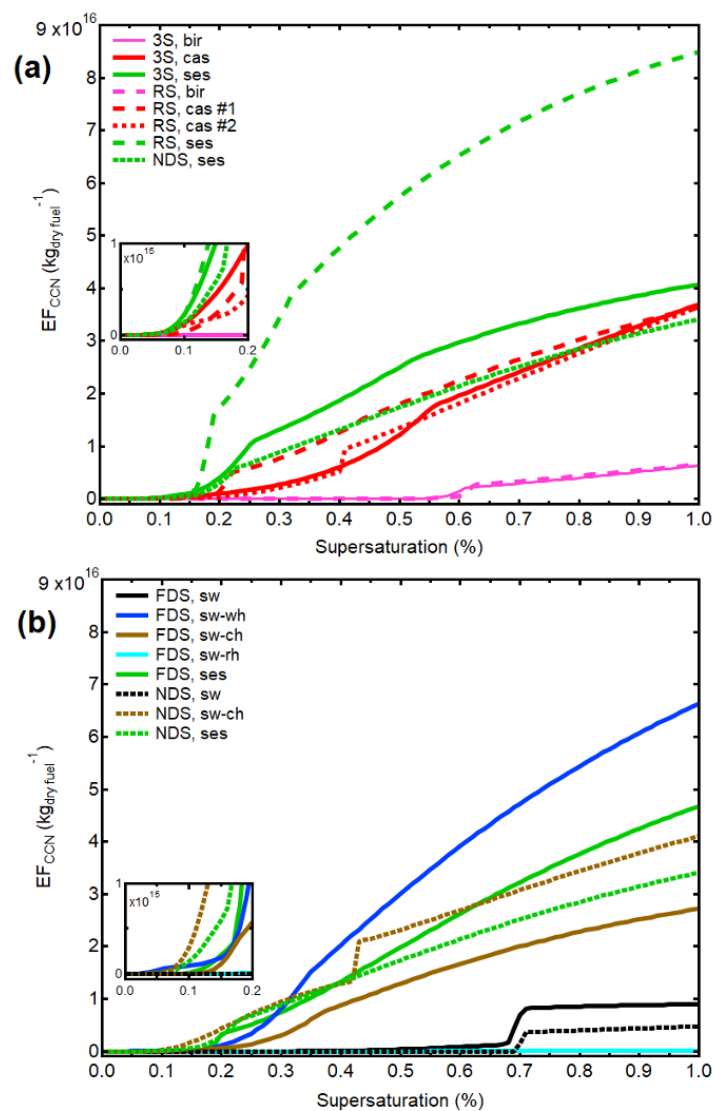 9 x10^16
(a)
3S, bir
3S, cas
3S, ses
RS, bir
RS, cas #1
RS, cas #2
RS, ses
NDS, ses
8
7
6
5
4
3
2
1
0
EF_CCN (kg_dry fuel^-1)
1
x10^15
0
0.0 0.1 0.2
0.0 0.1 0.2 0.3 0.4 0.5 0.6 0.7 0.8 0.9 1.0
Supersaturation (%)
9 x10^16
(b)
FDS, sw
FDS, sw-wh
FDS, sw-ch
FDS, sw-rh
FDS, ses
NDS, sw
NDS, sw-ch
NDS, ses
8
7
6
5
4
3
2
1
0
EF_CCN (kg_dry fuel^-1)
1
x10^15
0
0.0 0.1 0.2
0.0 0.1 0.2 0.3 0.4 0.5 0.6 0.7 0.8 0.9 1.0
Supersaturation (%)